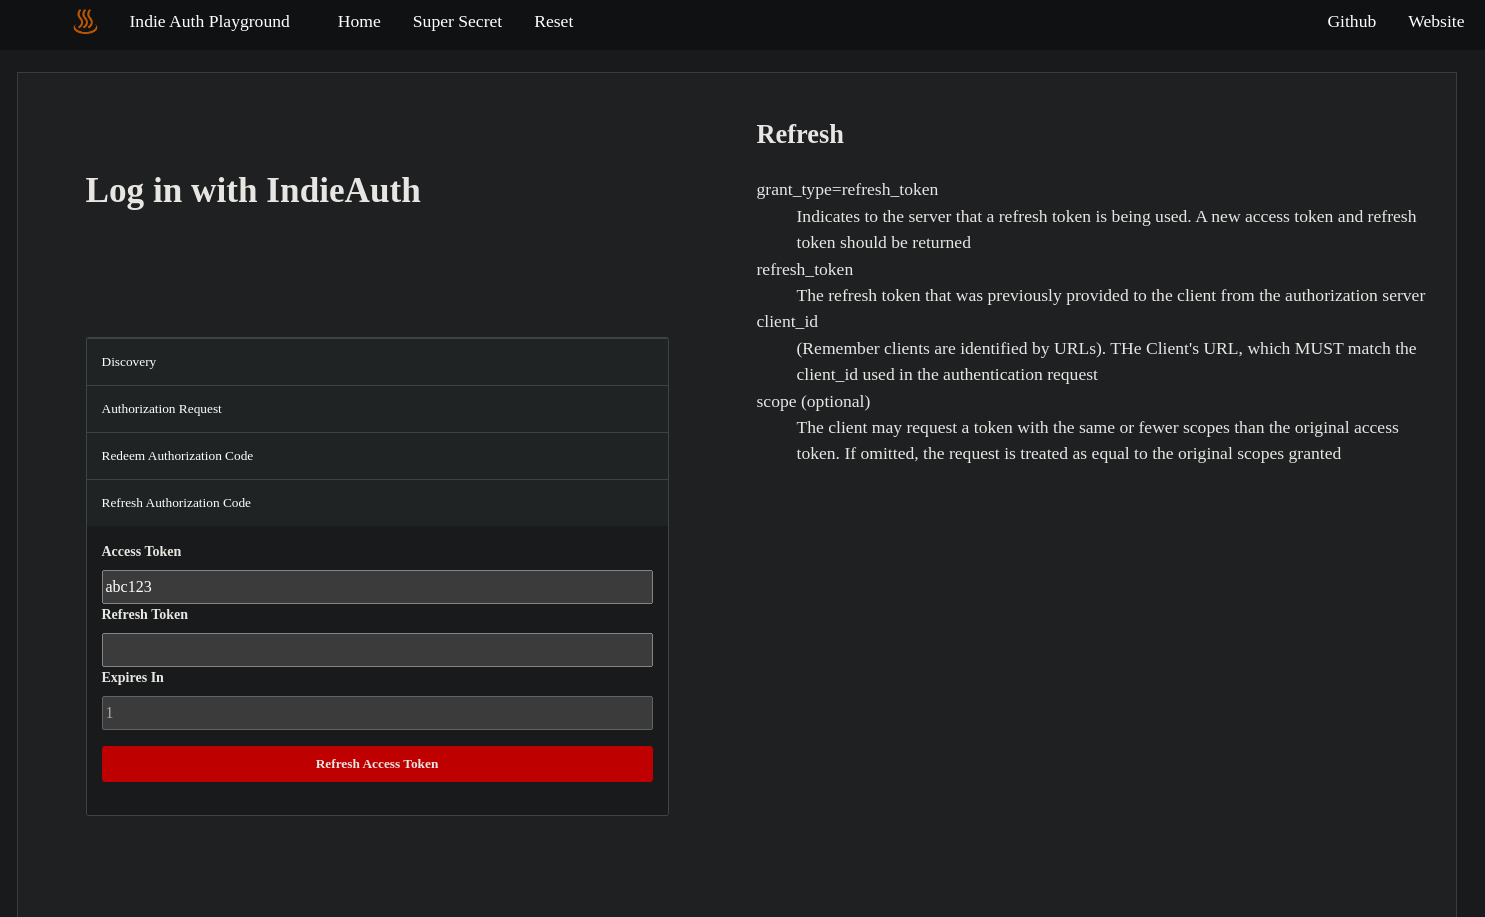 Indie Auth Playground Home Super Secret Reset Github Website
Log in with IndieAuth
Discovery
Authorization Request
Redeem Authorization Code
Refresh Authorization Code
Access Token
abc123
Refresh Token
Expires In
1
Refresh Access Token
Refresh
grant_type=refresh_token
Indicates to the server that a refresh token is being used. A new access token and refresh
token should be returned
refresh_token
The refresh token that was previously provided to the client from the authorization server
client_id
(Remember clients are identified by URLs). THe Client's URL, which MUST match the
client_id used in the authentication request
scope (optional)
The client may request a token with the same or fewer scopes than the original access
token. If omitted, the request is treated as equal to the original scopes granted